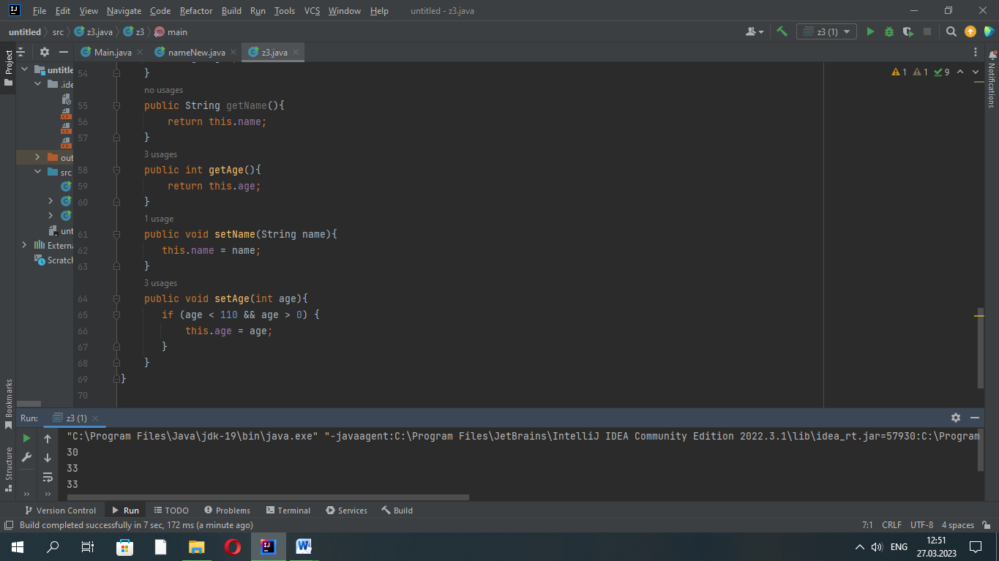 File Edit View Navigate Code Refactor Build Run Tools VCS Window Help untitled - z3.java
untitled src z3.java z3 main z3 (1)
Project
Main.java nameNew.java z3.java
untitle
.ide
out
src
unt
Externa
Scratch
1 1 9
Notifications
54 }
no usages
55 public String getName(){
56 return this.name;
57 }
3 usages
58 public int getAge(){
59 return this.age;
60 }
1 usage
61 public void setName(String name){
62 this.name = name;
63 }
3 usages
64 public void setAge(int age){
65 if (age < 110 && age > 0) {
66 this.age = age;
67 }
68 }
69 }
70
Bookmarks
Structure
Run: z3 (1)
"C:\Program Files\Java\jdk-19\bin\java.exe" "-javaagent:C:\Program Files\JetBrains\IntelliJ IDEA Community Edition 2022.3.1\lib\idea_rt.jar=57930:C:\Program
30
33
33
Version Control Run TODO Problems Terminal Services Build
Build completed successfully in 7 sec, 172 ms (a minute ago) 7:1 CRLF UTF-8 4 spaces
ENG 12:51
27.03.2023